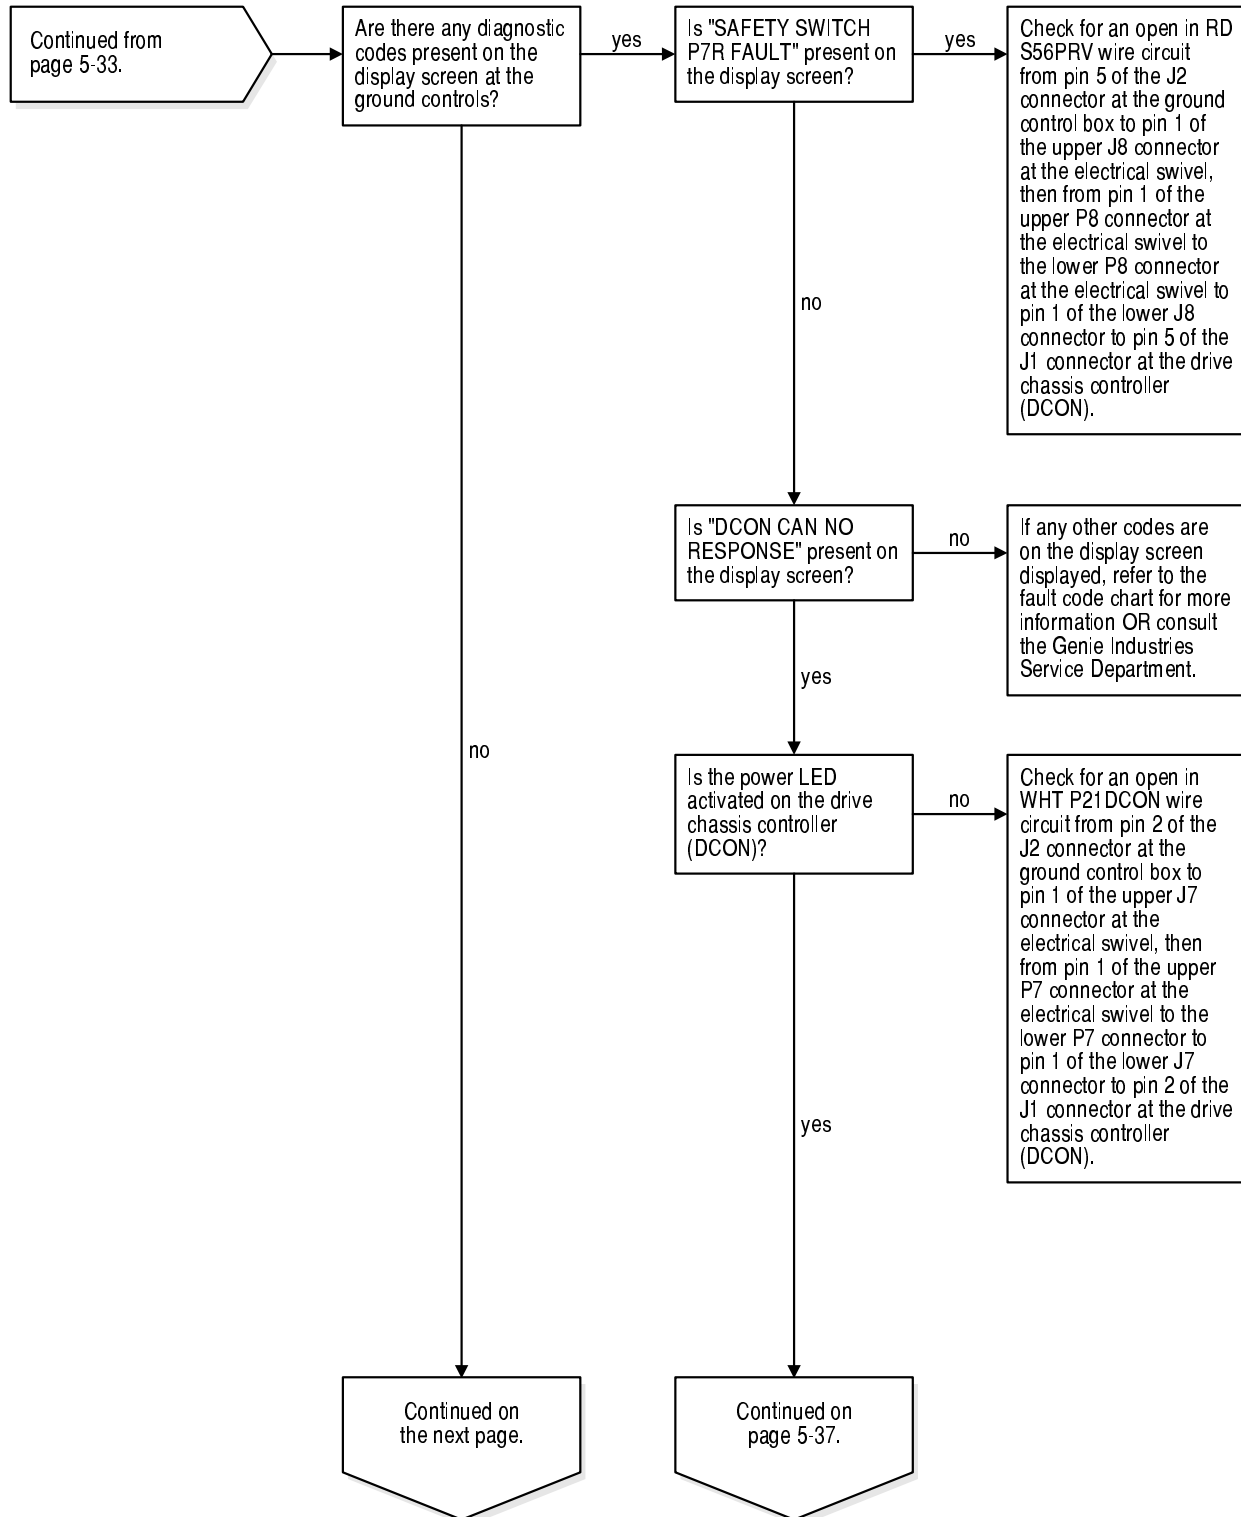 Continued from
page 5-33.
Are there any diagnostic
codes present on the
display screen at the
ground controls?
yes
Is "SAFETY SWITCH
P7R FAULT" present on
the display screen?
yes
Check for an open in RD
S56PRV wire circuit
from pin 5 of the J2
connector at the ground
control box to pin 1 of
the upper J8 connector
at the electrical swivel,
then from pin 1 of the
upper P8 connector at
the electrical swivel to
the lower P8 connector
at the electrical swivel to
pin 1 of the lower J8
connector to pin 5 of the
J1 connector at the drive
chassis controller
(DCON).
no
Is "DCON CAN NO
RESPONSE" present on
the display screen?
no
If any other codes are
on the display screen
displayed, refer to the
fault code chart for more
information OR consult
the Genie Industries
Service Department.
yes
no
Is the power LED
activated on the drive
chassis controller
(DCON)?
no
Check for an open in
WHT P21DCON wire
circuit from pin 2 of the
J2 connector at the
ground control box to
pin 1 of the upper J7
connector at the
electrical swivel, then
from pin 1 of the upper
P7 connector at the
electrical swivel to the
lower P7 connector to
pin 1 of the lower J7
connector to pin 2 of the
J1 connector at the drive
chassis controller
(DCON).
yes
Continued on
the next page.
Continued on
page 5-37.